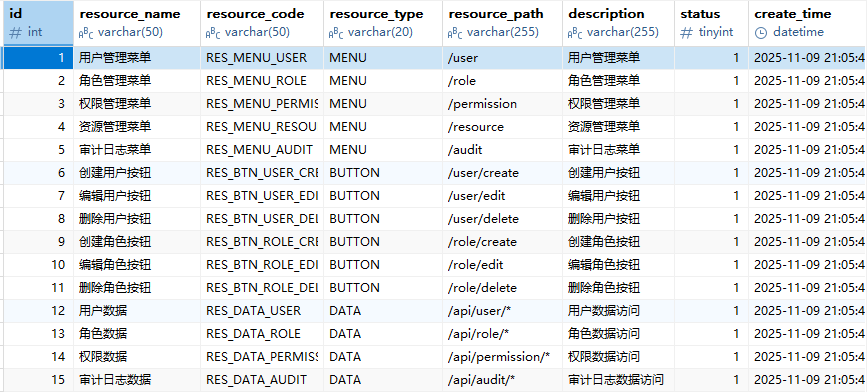 id resource_name resource_code resource_type resource_path description status create_time
# int ABC varchar(50) ABC varchar(50) ABC varchar(20) ABC varchar(255) ABC varchar(255) # tinyint datetime
1 用户管理菜单 RES_MENU_USER MENU /user 用户管理菜单 1 2025-11-09 21:05:4
2 角色管理菜单 RES_MENU_ROLE MENU /role 角色管理菜单 1 2025-11-09 21:05:4
3 权限管理菜单 RES_MENU_PERMIS MENU /permission 权限管理菜单 1 2025-11-09 21:05:4
4 资源管理菜单 RES_MENU_RESOU MENU /resource 资源管理菜单 1 2025-11-09 21:05:4
5 审计日志菜单 RES_MENU_AUDIT MENU /audit 审计日志菜单 1 2025-11-09 21:05:4
6 创建用户按钮 RES_BTN_USER_CRE BUTTON /user/create 创建用户按钮 1 2025-11-09 21:05:4
7 编辑用户按钮 RES_BTN_USER_EDI BUTTON /user/edit 编辑用户按钮 1 2025-11-09 21:05:4
8 删除用户按钮 RES_BTN_USER_DEL BUTTON /user/delete 删除用户按钮 1 2025-11-09 21:05:4
9 创建角色按钮 RES_BTN_ROLE_CRE BUTTON /role/create 创建角色按钮 1 2025-11-09 21:05:4
10 编辑角色按钮 RES_BTN_ROLE_EDI BUTTON /role/edit 编辑角色按钮 1 2025-11-09 21:05:4
11 删除角色按钮 RES_BTN_ROLE_DEL BUTTON /role/delete 删除角色按钮 1 2025-11-09 21:05:4
12 用户数据 RES_DATA_USER DATA /api/user/* 用户数据访问 1 2025-11-09 21:05:4
13 角色数据 RES_DATA_ROLE DATA /api/role/* 角色数据访问 1 2025-11-09 21:05:4
14 权限数据 RES_DATA_PERMISS DATA /api/permission/* 权限数据访问 1 2025-11-09 21:05:4
15 审计日志数据 RES_DATA_AUDIT DATA /api/audit/* 审计日志数据访问 1 2025-11-09 21:05:4